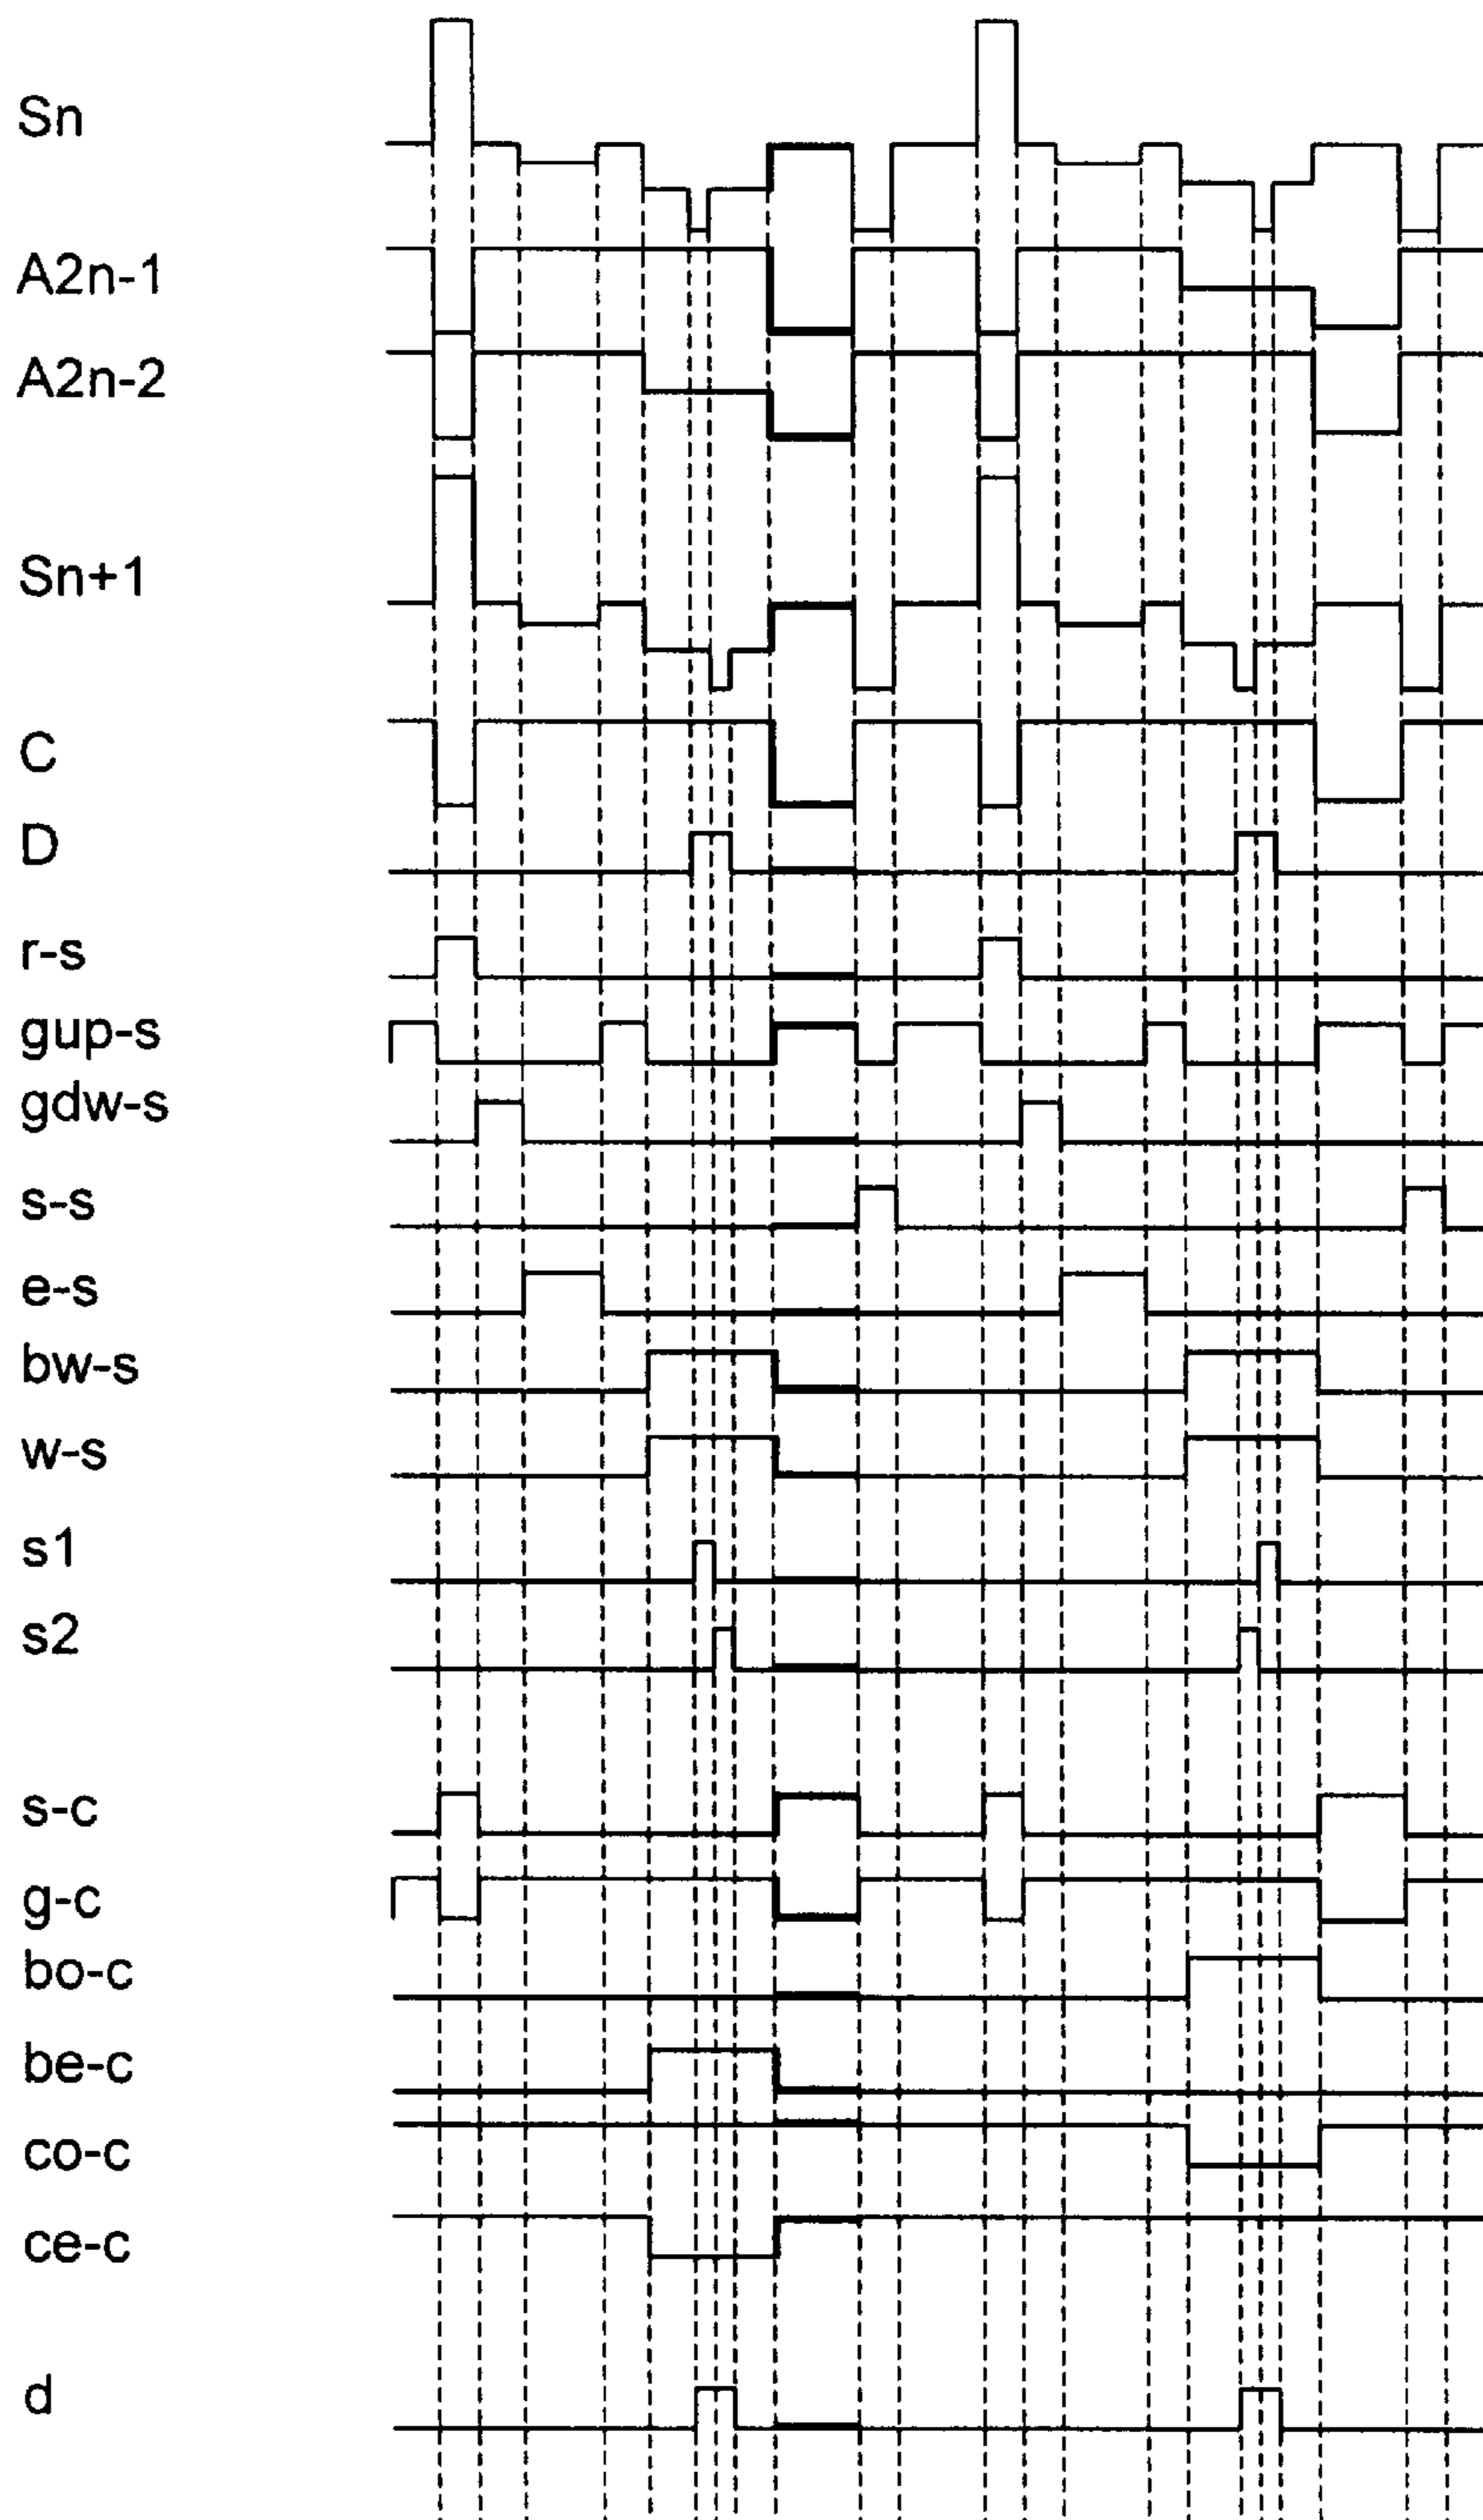 Sn
A2n-1
A2n-2
Sn+1
C
D
r-s
gup-s
gdw-s
s-s
e-s
bw-s
w-s
s1
s2
s-c
g-c
bo-c
be-c
co-c
ce-c
d